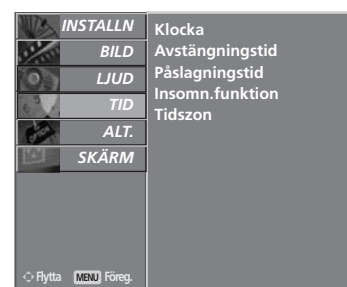 INSTALLN
BILD
LJUD
TID
ALT.
SKÄRM
Klocka
Avstängningstid
Påslagningstid
Insomn.funktion
Tidszon
Flytta MENU Föreg.